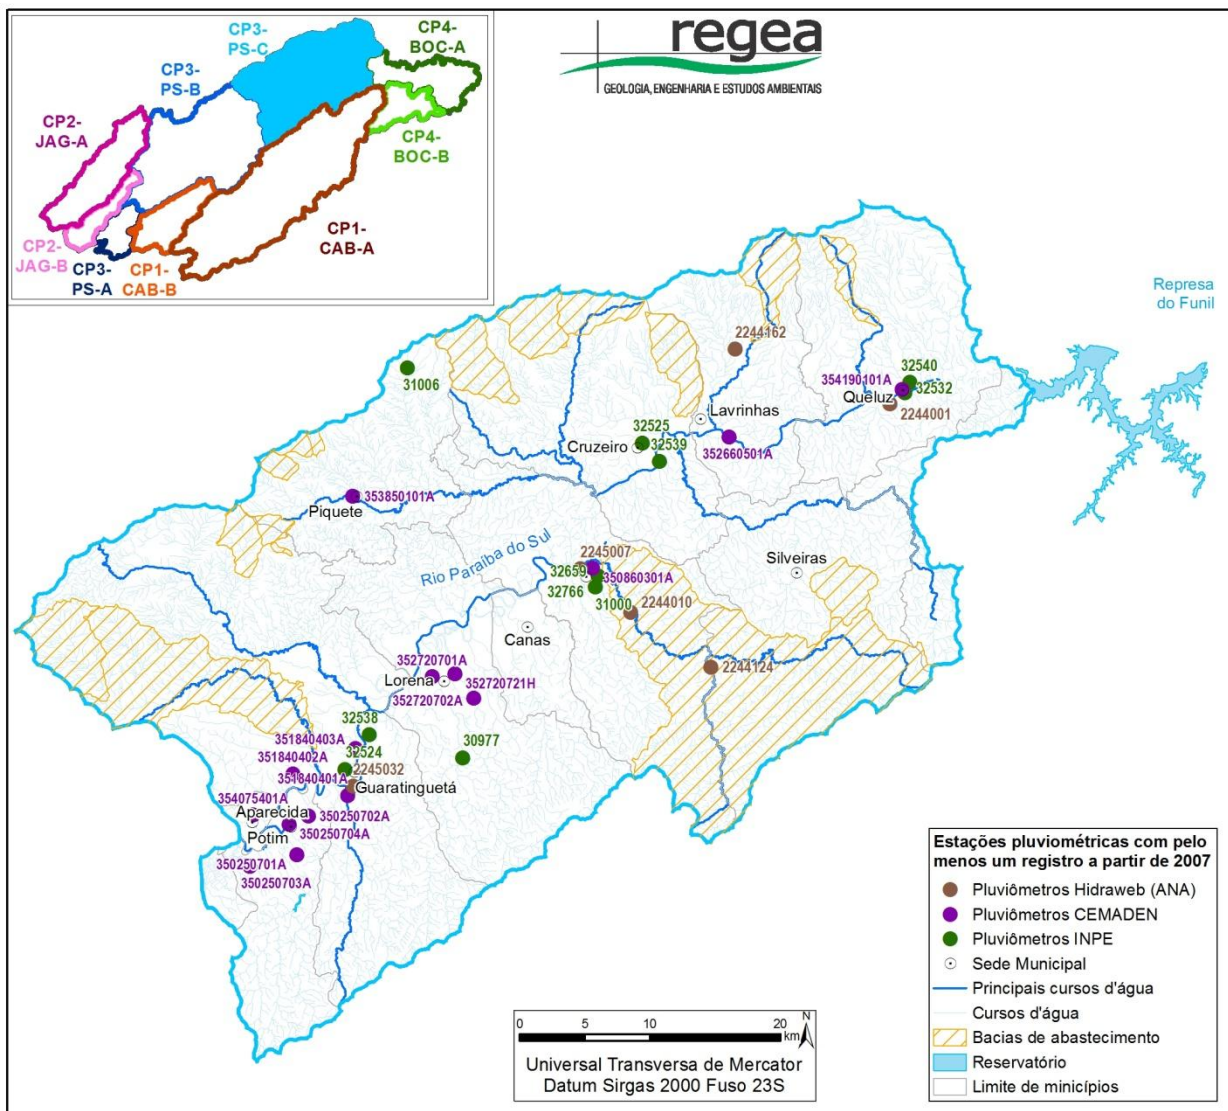 CP3-
PS-C
CP4-
BOC-A
CP3-
PS-B
CP2-
JAG-A
CP4-
BOC-B
CP1-
CAB-A
CP2-
JAG-B
CP3-
PS-A
CP1-
CAB-B
regea
GEOLOGIA, ENGENHARIA E ESTUDOS AMBIENTAIS
Represa
do Funil
2244162
31006
354190101A
32540
32532
Queluz
2244001
Lavrinhas
32525
Cruzeiro
32539
352660501A
353850101A
Piquete
Rio Paraíba do Sul
2245007
Silveiras
32659
350860301A
32766
31000
2244010
Canas
2244124
352720701A
Lorena
352720721H
352720702A
32538
351840403A
30977
32524
351840402A
2245032
351840401A
Guaratinguetá
354075401A
Aparecida
350250702A
Potim
350250704A
350250701A
350250703A
Estações pluviométricas com pelo
menos um registro a partir de 2007
Pluviômetros Hidraweb (ANA)
Pluviômetros CEMADEN
Pluviômetros INPE
Sede Municipal
Principais cursos d'água
Cursos d'água
Bacias de abastecimento
Reservatório
Limite de minicípios
0 5 10 20
km
N
Universal Transversa de Mercator
Datum Sirgas 2000 Fuso 23S